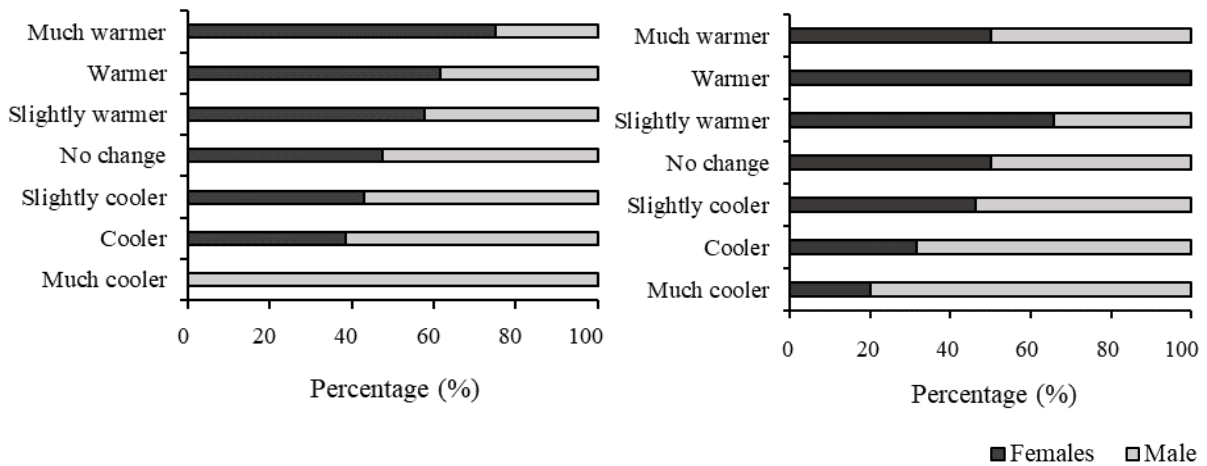 Much warmer
Warmer
Slightly warmer
No change
Slightly cooler
Cooler
Much cooler
0 20 40 60 80 100
Percentage (%)
Much warmer
Warmer
Slightly warmer
No change
Slightly cooler
Cooler
Much cooler
0 20 40 60 80 100
Percentage (%)
Females Male